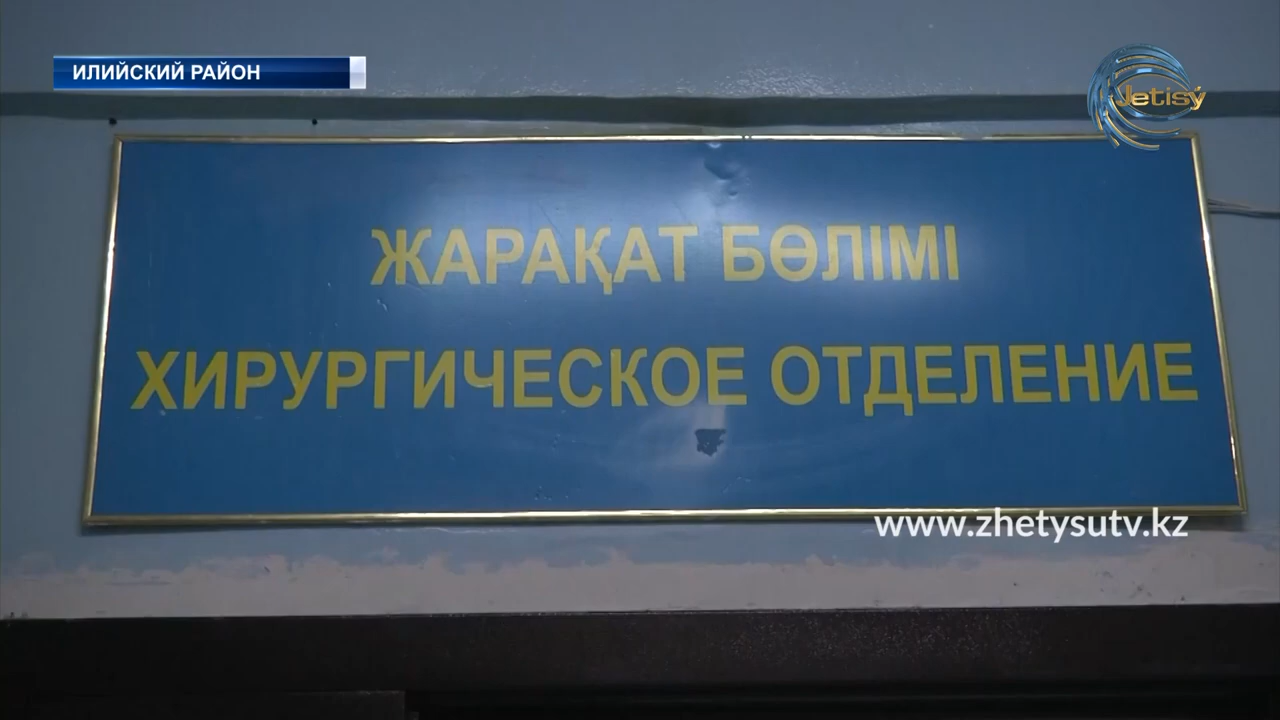 ИЛИЙСКИЙ РАЙОН
Jetisý
ЖАРАҚАТ БӨЛІМІ
ХИРУРГИЧЕСКОЕ ОТДЕЛЕНИЕ
www.zhetysutv.kz